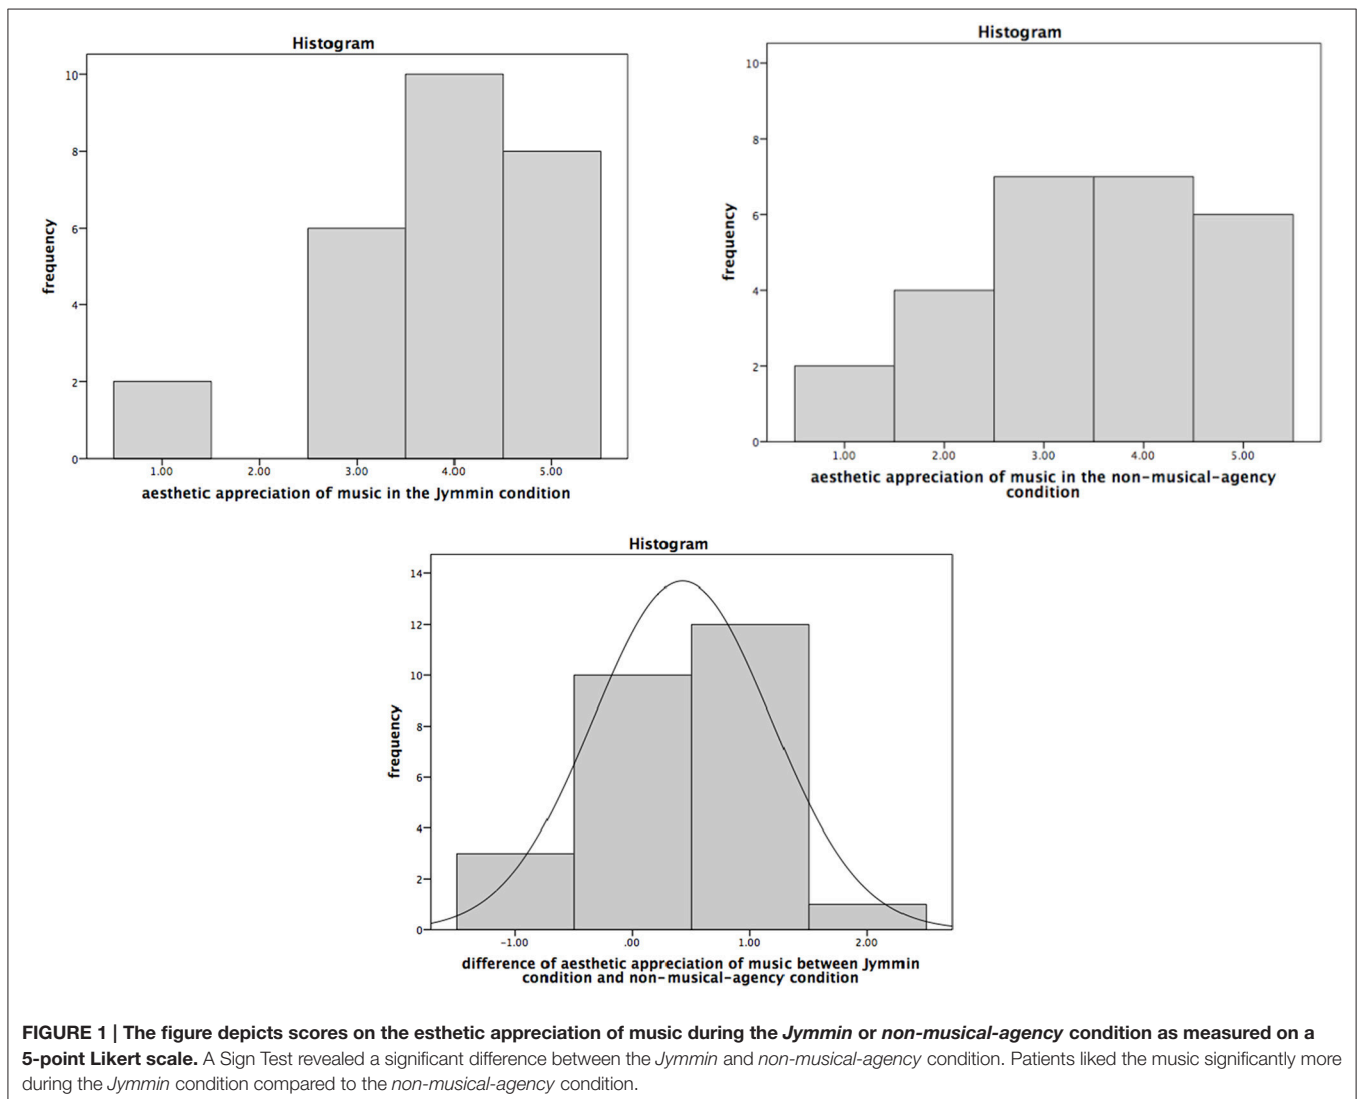 Histogram
10
8
6
4
2
0
frequency
1.00 2.00 3.00 4.00 5.00
aesthetic appreciation of music in the Jymmin condition
Histogram
10
8
6
4
2
0
frequency
1.00 2.00 3.00 4.00 5.00
aesthetic appreciation of music in the non-musical-agency
condition
Histogram
14
12
10
8
6
4
2
0
frequency
-1.00 .00 1.00 2.00
difference of aesthetic appreciation of music between Jymmin
condition and non-musical-agency condition
FIGURE 1 | The figure depicts scores on the esthetic appreciation of music during the Jymmin or non-musical-agency condition as measured on a
5-point Likert scale. A Sign Test revealed a significant difference between the Jymmin and non-musical-agency condition. Patients liked the music significantly more
during the Jymmin condition compared to the non-musical-agency condition.